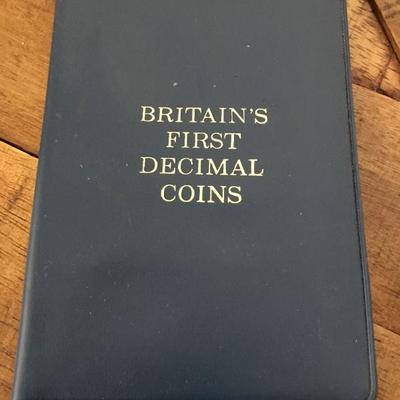 BRITAIN'S
FIRST
DECIMAL
COINS